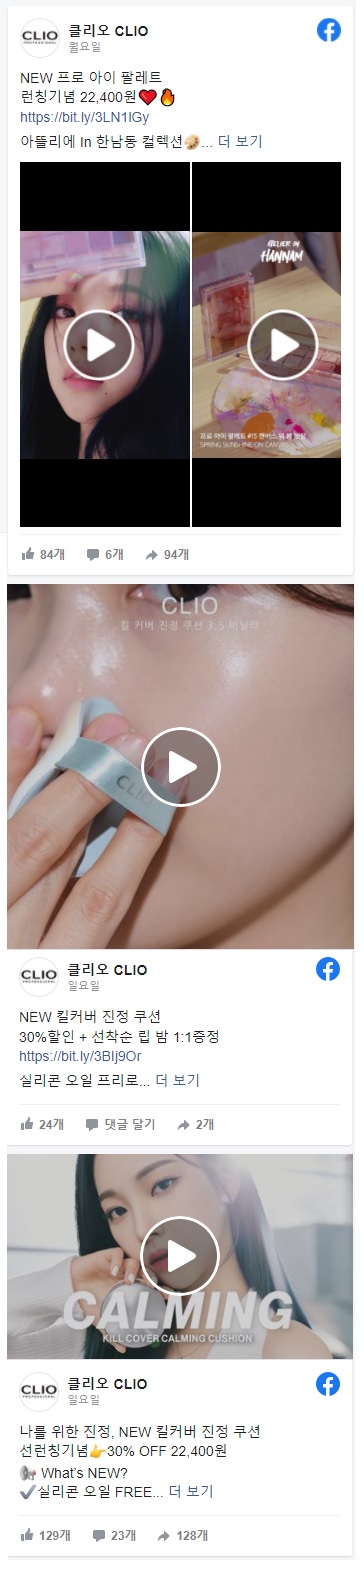 CLIO
PROFESSIONAL
클리오 CLIO
월요일
NEW 프로 아이 팔레트
런칭기념 22,400원❤️🔥
https://bit.ly/3LN1IGy
아뜰리에 In 한남동 컬렉션... 더 보기
ATELIER IN
HANNAM
프로 아이 팔레트 #15 캔버스 위 봄 햇살
SPRING SUNSHINE ON CANVAS
84개 6개 94개
CLIO
킬 커버 진정 쿠션 3.5 바닐라
CLIO
CLIO
PROFESSIONAL
클리오 CLIO
일요일
NEW 킬커버 진정 쿠션
30%할인 + 선착순 립 밤 1:1증정
https://bit.ly/3BIj9Or
실리콘 오일 프리로... 더 보기
24개 댓글 달기 2개
CALMING
KILL COVER CALMING CUSHION
CLIO
PROFESSIONAL
클리오 CLIO
일요일
나를 위한 진정, NEW 킬커버 진정 쿠션
선런칭기념👉30% OFF 22,400원
📢 What's NEW?
✔실리콘 오일 FREE... 더 보기
129개 23개 128개